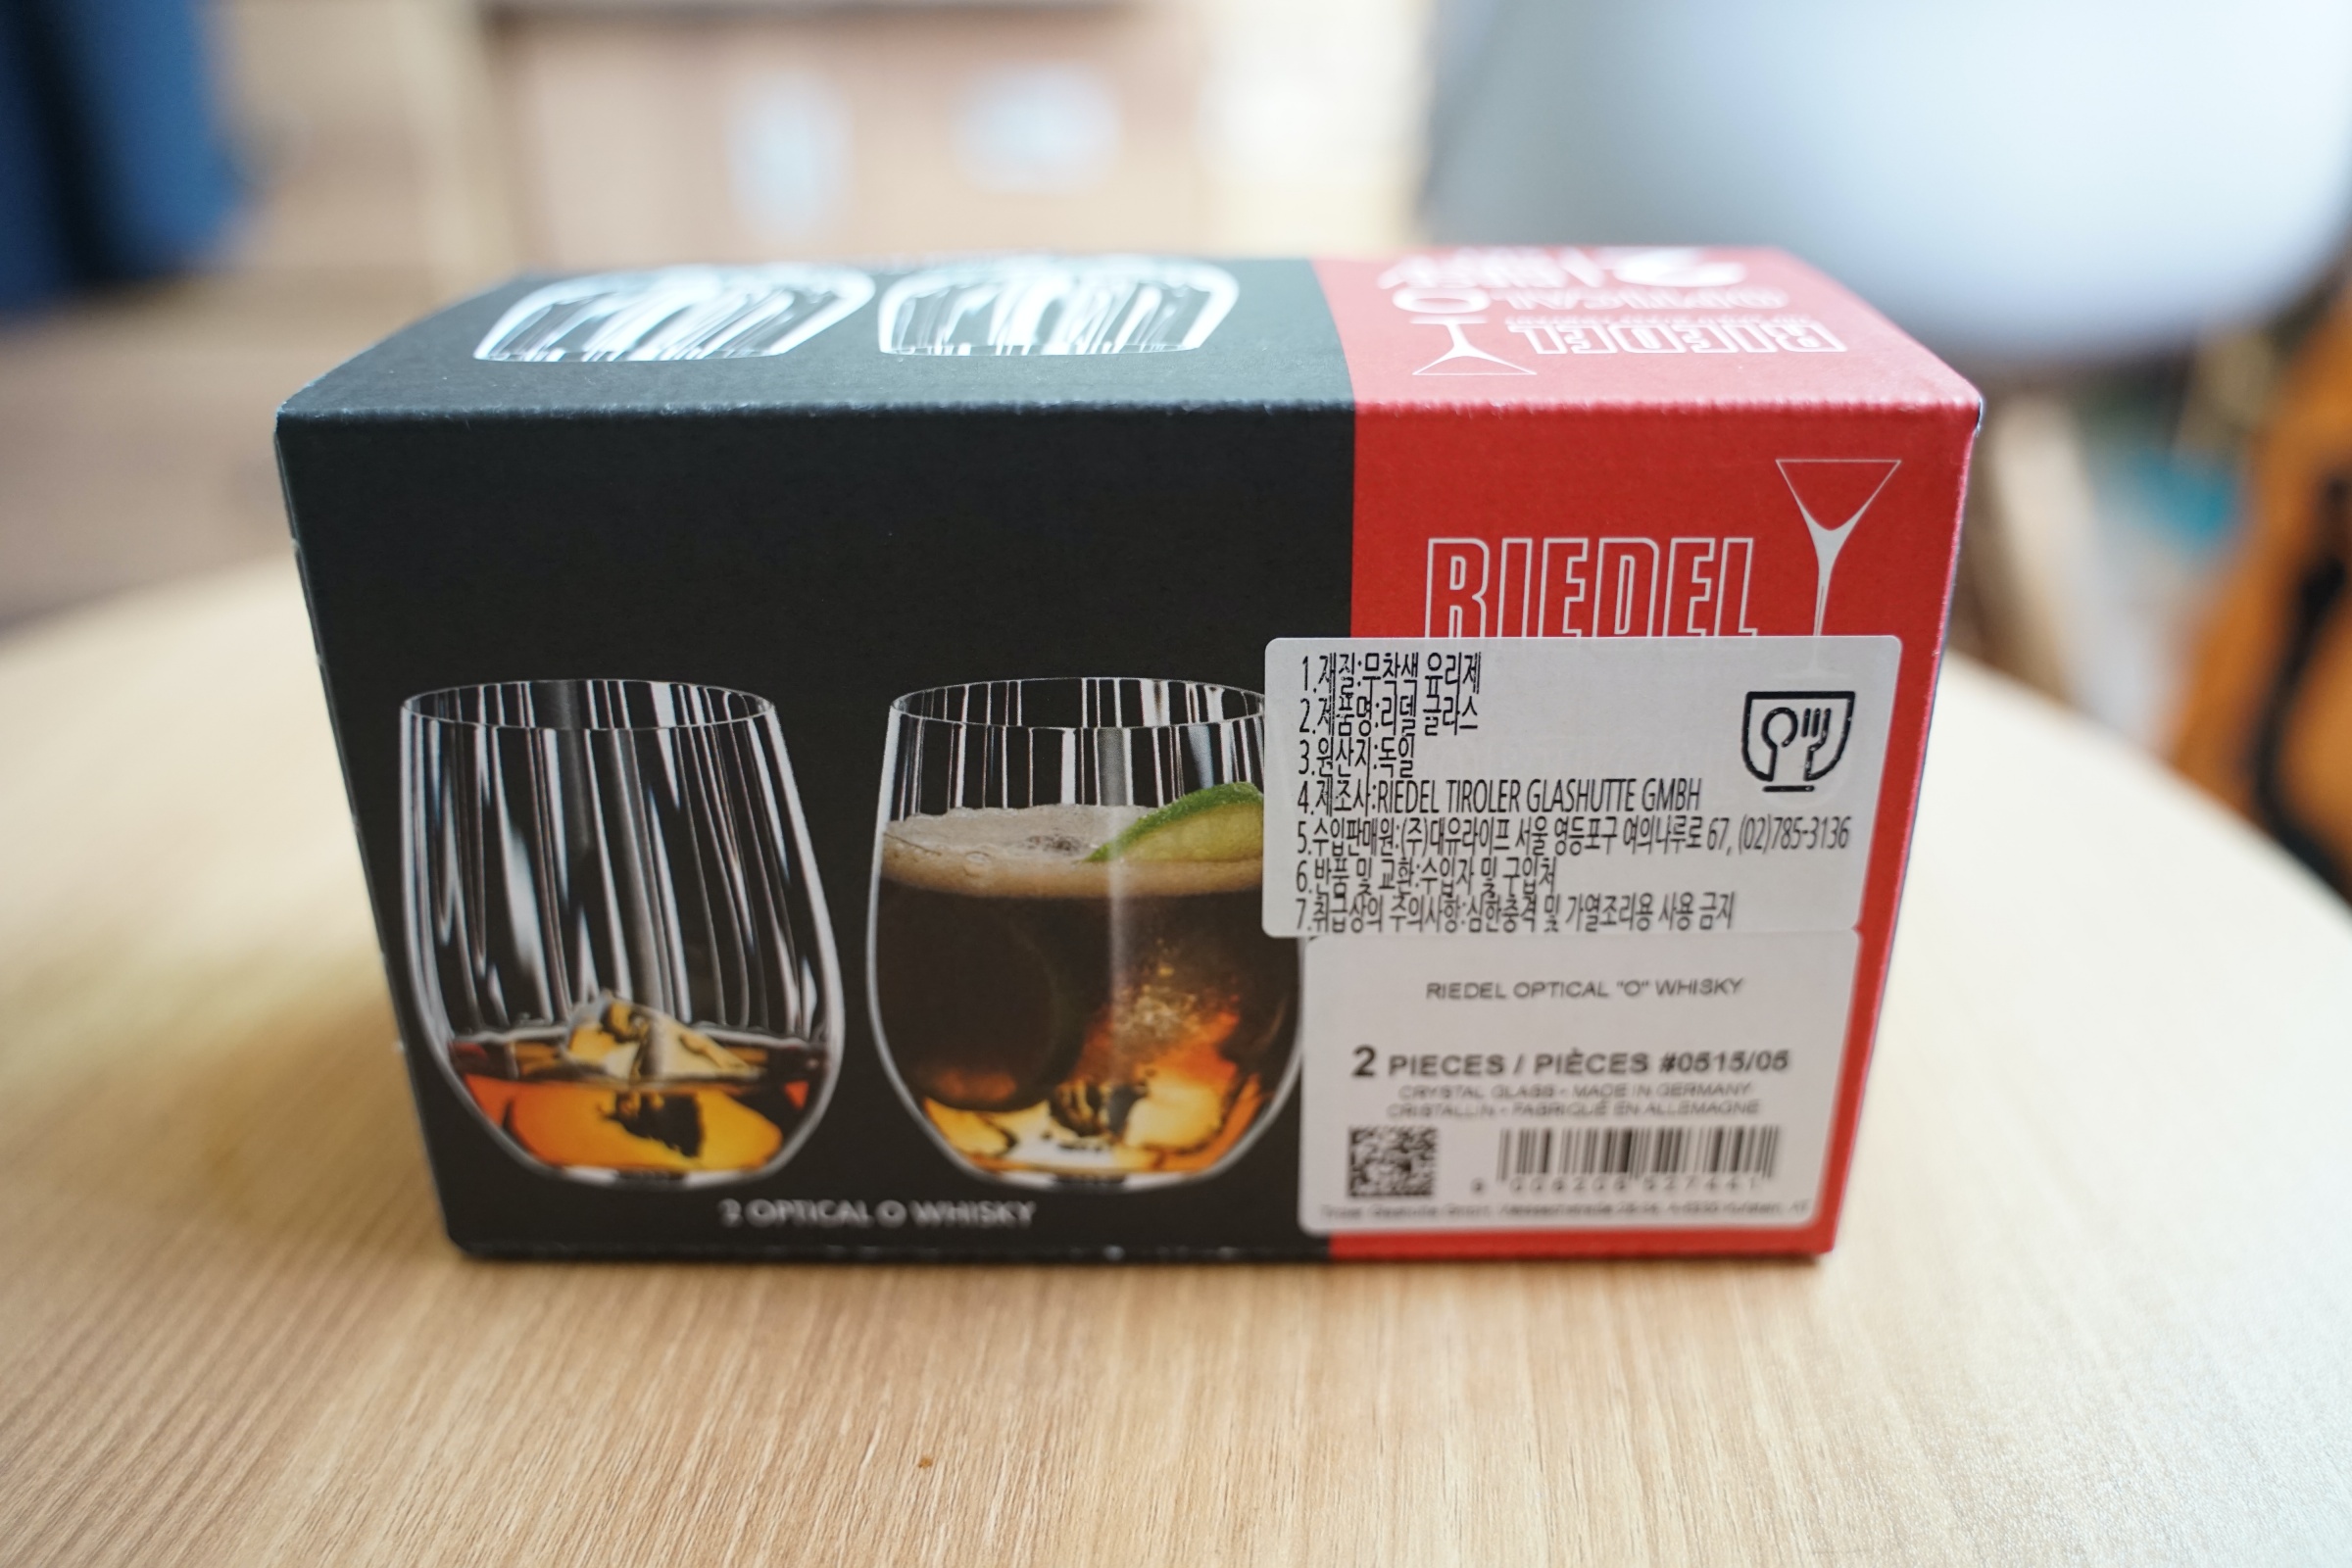 RIEDEL
OPTICAL O
2
RIEDEL
1.재질:무착색 유리제
2.제품명:리델 글라스
3.원산지:독일
4.제조사:RIEDEL TIROLER GLASHUTTE GMBH
5.수입판매원:(주)대유라이프 서울 영등포구 여의나루로 67, (02)785-3136
6.반품 및 교환:수입자 및 구입처
7.취급상의 주의사항:심한충격 및 가열조리용 사용 금지
RIEDEL OPTICAL "O" WHISKY
2 PIECES / PIÈCES #0515/05
CRYSTAL GLASS - MADE IN GERMANY
CRISTALLIN - FABRIQUÉ EN ALLEMAGNE
2 OPTICAL O WHISKY